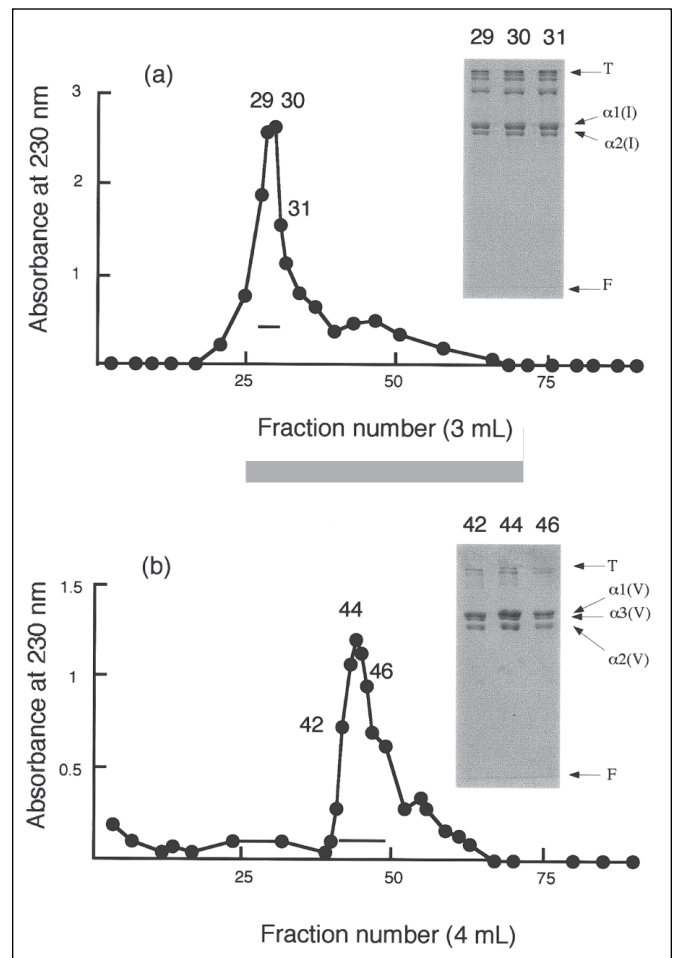 (a)
Absorbance at 230 nm
3
2
1
29 30
31
25
50
75
Fraction number (3 mL)
29 30 31
T
α1(I)
α2(I)
F
(b)
Absorbance at 230 nm
1.5
1
0.5
44
46
42
25
50
75
Fraction number (4 mL)
42 44 46
T
α1(V)
α3(V)
α2(V)
F